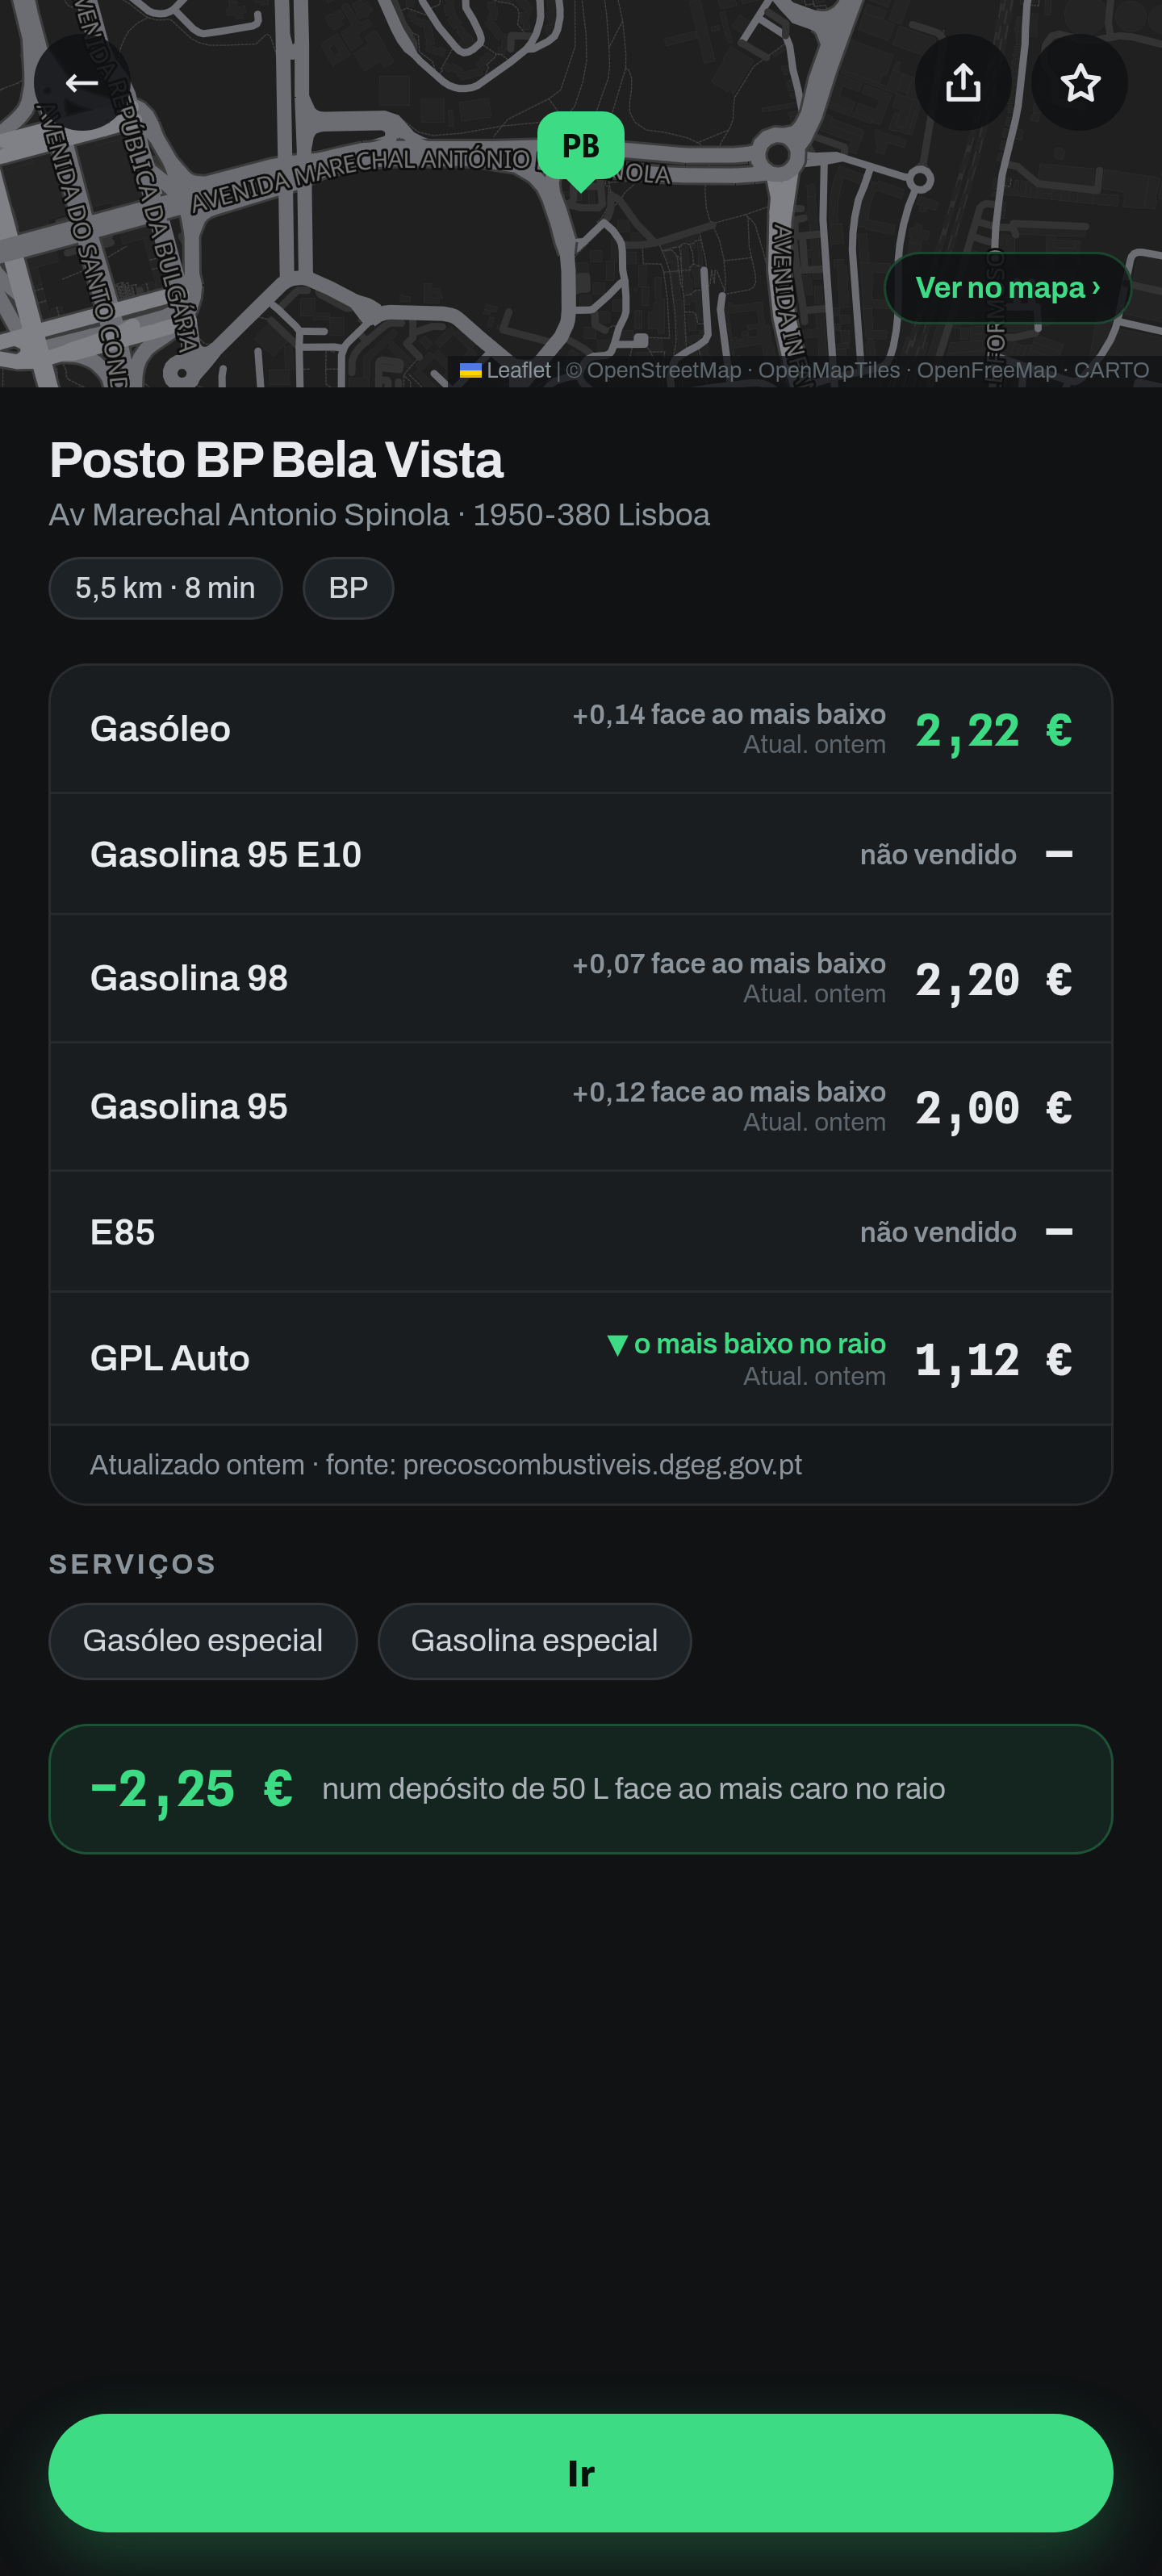 AVENIDA REPÚBLICA DA BULGÁRIA
AVENIDA DO SANTO COND
AVENIDA MARECHAL ANTÓNIO
PB
Ver no mapa ›
Leaflet | © OpenStreetMap · OpenMapTiles · OpenFreeMap · CARTO
Posto BP Bela Vista
Av Marechal Antonio Spinola · 1950-380 Lisboa
5,5 km · 8 min
BP
Gasóleo
+0,14 face ao mais baixo
Atual. ontem
2,22 €
Gasolina 95 E10
não vendido
–
Gasolina 98
+0,07 face ao mais baixo
Atual. ontem
2,20 €
Gasolina 95
+0,12 face ao mais baixo
Atual. ontem
2,00 €
E85
não vendido
–
GPL Auto
▼ o mais baixo no raio
Atual. ontem
1,12 €
Atualizado ontem · fonte: precoscombustiveis.dgeg.gov.pt
SERVIÇOS
Gasóleo especial
Gasolina especial
−2,25 €
num depósito de 50 L face ao mais caro no raio
Ir